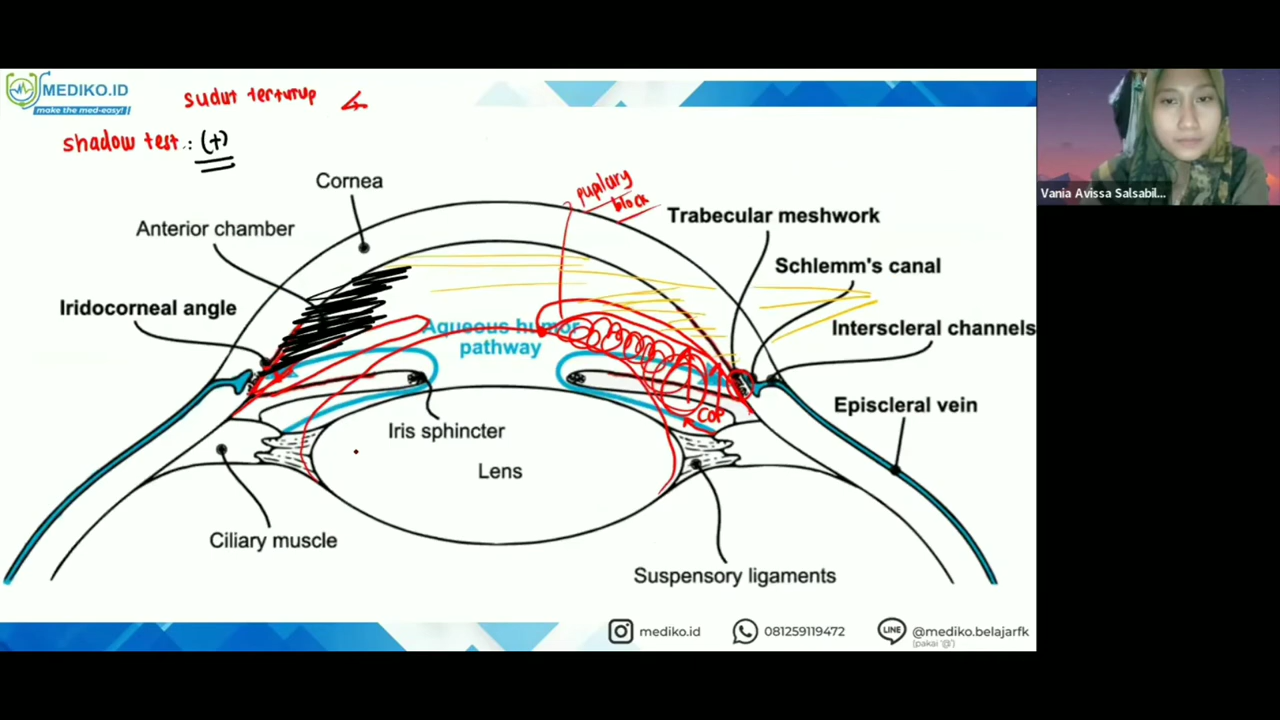 MEDIKO.ID
make the med-easy!
sudut tertutup
shadow test : (+)
Cornea
pupilary
block
Anterior chamber
Trabecular meshwork
Schlemm's canal
Iridocorneal angle
Aqueous humor
pathway
Interscleral channels
Vania Avissa Salsabil...
COP
Episcleral vein
Iris sphincter
Lens
Ciliary muscle
Suspensory ligaments
mediko.id
081259119472
LINE
@mediko.belajarfk
(pakai '@')